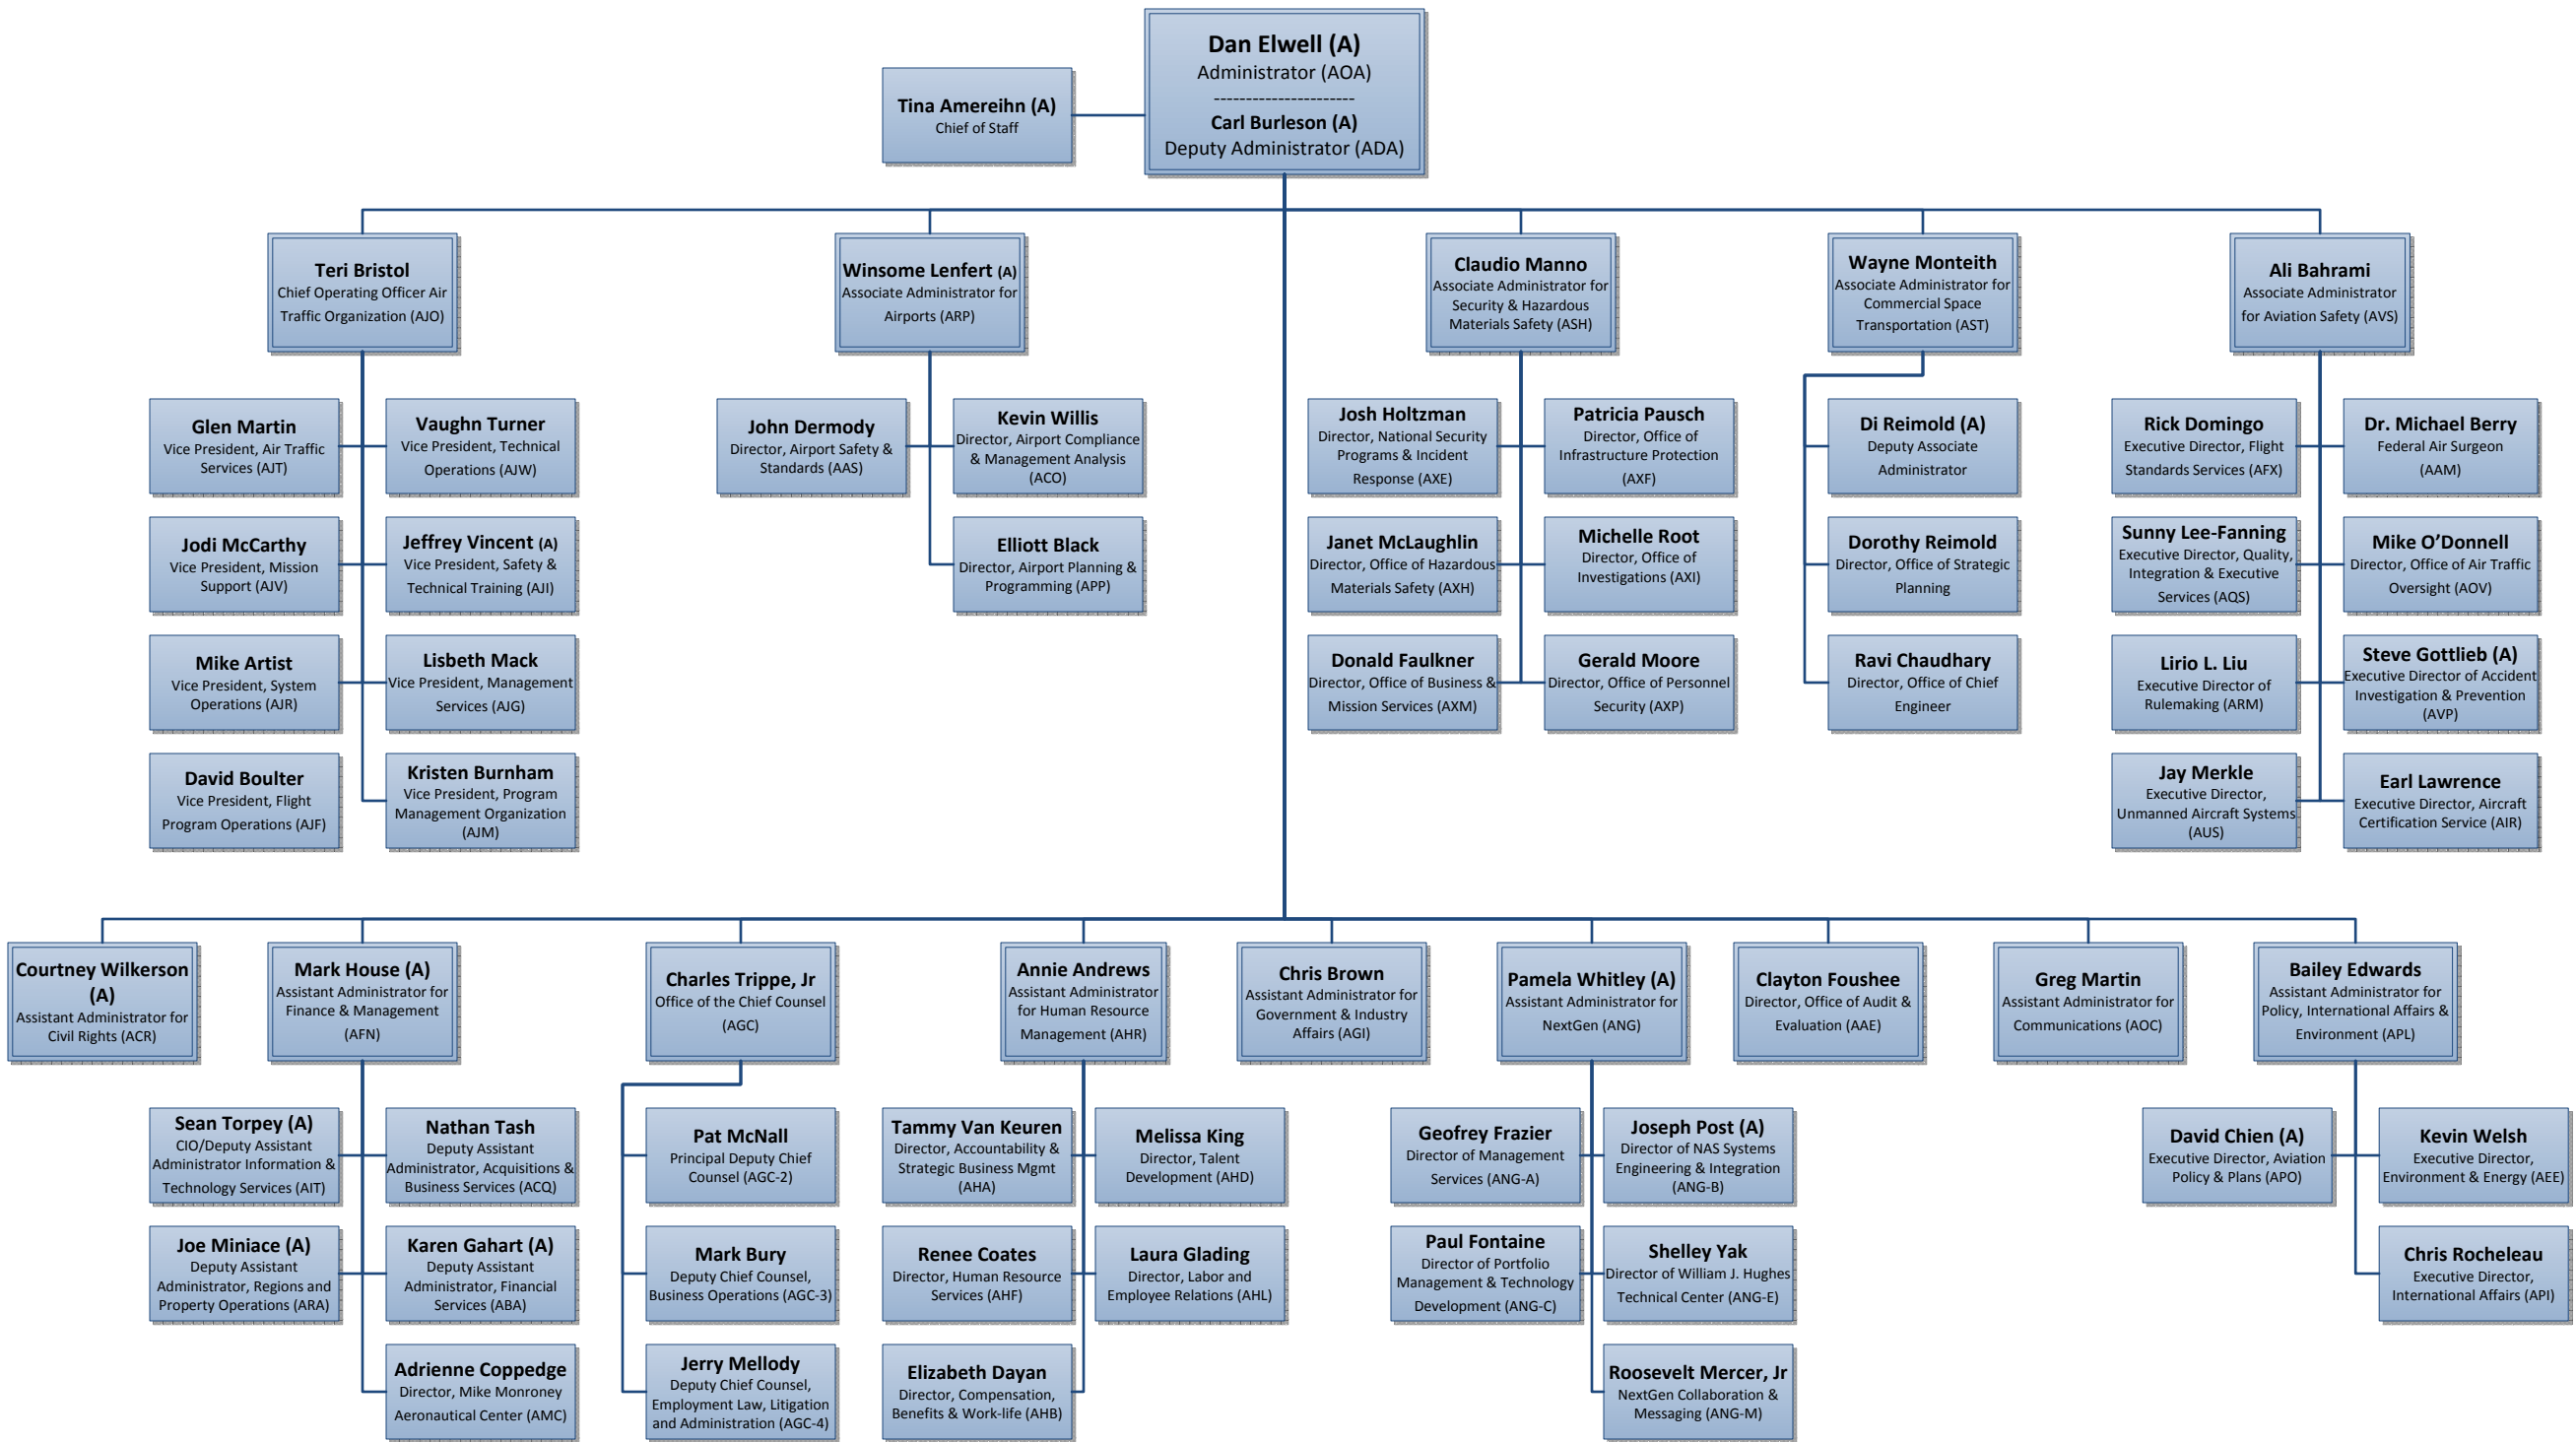 Dan Elwell (A)
Administrator (AOA)
----------------------
Carl Burleson (A)
Deputy Administrator (ADA)
Tina Amereihn (A)
Chief of Staff
Teri Bristol
Chief Operating Officer Air
Traffic Organization (AJO)
Winsome Lenfert (A)
Associate Administrator for
Airports (ARP)
Claudio Manno
Associate Administrator for
Security & Hazardous
Materials Safety (ASH)
Wayne Monteith
Associate Administrator for
Commercial Space
Transportation (AST)
Ali Bahrami
Associate Administrator
for Aviation Safety (AVS)
Glen Martin
Vice President, Air Traffic
Services (AJT)
Vaughn Turner
Vice President, Technical
Operations (AJW)
John Dermody
Director, Airport Safety &
Standards (AAS)
Kevin Willis
Director, Airport Compliance
& Management Analysis
(ACO)
Josh Holtzman
Director, National Security
Programs & Incident
Response (AXE)
Patricia Pausch
Director, Office of
Infrastructure Protection
(AXF)
Di Reimold (A)
Deputy Associate
Administrator
Rick Domingo
Executive Director, Flight
Standards Services (AFX)
Dr. Michael Berry
Federal Air Surgeon
(AAM)
Jodi McCarthy
Vice President, Mission
Support (AJV)
Jeffrey Vincent (A)
Vice President, Safety &
Technical Training (AJI)
Elliott Black
Director, Airport Planning &
Programming (APP)
Janet McLaughlin
Director, Office of Hazardous
Materials Safety (AXH)
Michelle Root
Director, Office of
Investigations (AXI)
Dorothy Reimold
Director, Office of Strategic
Planning
Sunny Lee-Fanning
Executive Director, Quality,
Integration & Executive
Services (AQS)
Mike O’Donnell
Director, Office of Air Traffic
Oversight (AOV)
Mike Artist
Vice President, System
Operations (AJR)
Lisbeth Mack
Vice President, Management
Services (AJG)
Donald Faulkner
Director, Office of Business &
Mission Services (AXM)
Gerald Moore
Director, Office of Personnel
Security (AXP)
Ravi Chaudhary
Director, Office of Chief
Engineer
Lirio L. Liu
Executive Director of
Rulemaking (ARM)
Steve Gottlieb (A)
Executive Director of Accident
Investigation & Prevention
(AVP)
David Boulter
Vice President, Flight
Program Operations (AJF)
Kristen Burnham
Vice President, Program
Management Organization
(AJM)
Jay Merkle
Executive Director,
Unmanned Aircraft Systems
(AUS)
Earl Lawrence
Executive Director, Aircraft
Certification Service (AIR)
Courtney Wilkerson
(A)
Assistant Administrator for
Civil Rights (ACR)
Mark House (A)
Assistant Administrator for
Finance & Management
(AFN)
Charles Trippe, Jr
Office of the Chief Counsel
(AGC)
Annie Andrews
Assistant Administrator
for Human Resource
Management (AHR)
Chris Brown
Assistant Administrator for
Government & Industry
Affairs (AGI)
Pamela Whitley (A)
Assistant Administrator for
NextGen (ANG)
Clayton Foushee
Director, Office of Audit &
Evaluation (AAE)
Greg Martin
Assistant Administrator for
Communications (AOC)
Bailey Edwards
Assistant Administrator for
Policy, International Affairs &
Environment (APL)
Sean Torpey (A)
CIO/Deputy Assistant
Administrator Information &
Technology Services (AIT)
Nathan Tash
Deputy Assistant
Administrator, Acquisitions &
Business Services (ACQ)
Pat McNall
Principal Deputy Chief
Counsel (AGC-2)
Tammy Van Keuren
Director, Accountability &
Strategic Business Mgmt
(AHA)
Melissa King
Director, Talent
Development (AHD)
Geofrey Frazier
Director of Management
Services (ANG-A)
Joseph Post (A)
Director of NAS Systems
Engineering & Integration
(ANG-B)
David Chien (A)
Executive Director, Aviation
Policy & Plans (APO)
Kevin Welsh
Executive Director,
Environment & Energy (AEE)
Joe Miniace (A)
Deputy Assistant
Administrator, Regions and
Property Operations (ARA)
Karen Gahart (A)
Deputy Assistant
Administrator, Financial
Services (ABA)
Mark Bury
Deputy Chief Counsel,
Business Operations (AGC-3)
Renee Coates
Director, Human Resource
Services (AHF)
Laura Glading
Director, Labor and
Employee Relations (AHL)
Paul Fontaine
Director of Portfolio
Management & Technology
Development (ANG-C)
Shelley Yak
Director of William J. Hughes
Technical Center (ANG-E)
Chris Rocheleau
Executive Director,
International Affairs (API)
Adrienne Coppedge
Director, Mike Monroney
Aeronautical Center (AMC)
Jerry Mellody
Deputy Chief Counsel,
Employment Law, Litigation
and Administration (AGC-4)
Elizabeth Dayan
Director, Compensation,
Benefits & Work-life (AHB)
Roosevelt Mercer, Jr
NextGen Collaboration &
Messaging (ANG-M)